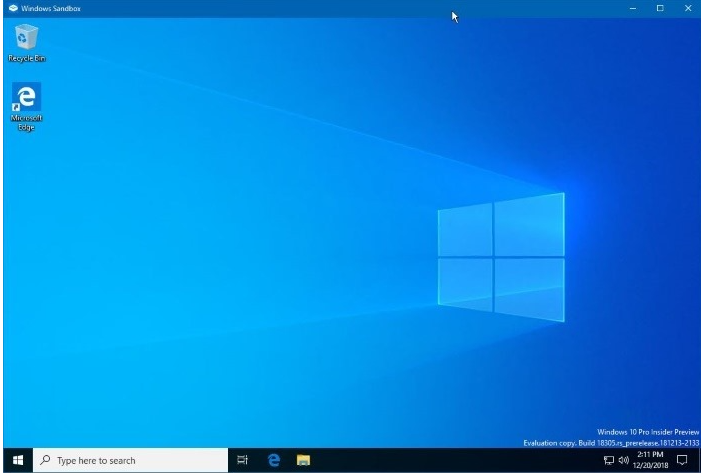 Windows Sandbox
Recycle Bin
Microsoft
Edge
Windows 10 Pro Insider Preview
Evaluation copy. Build 18305.rs_prerelease.181213-2133
Type here to search
2:11 PM
12/20/2018